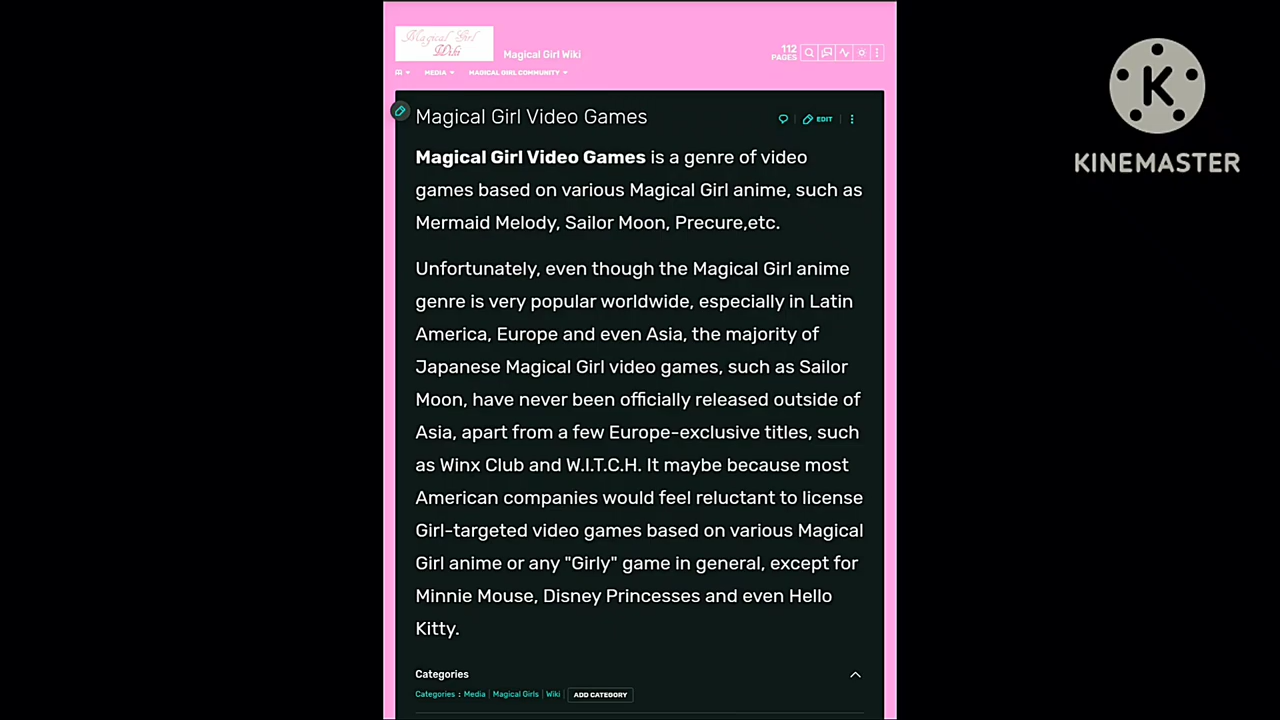 Magical Girl
Wiki
Magical Girl Wiki
112
PAGES
MEDIA
MAGICAL GIRL COMMUNITY
Magical Girl Video Games
EDIT
Magical Girl Video Games is a genre of video
games based on various Magical Girl anime, such as
Mermaid Melody, Sailor Moon, Precure,etc.
Unfortunately, even though the Magical Girl anime
genre is very popular worldwide, especially in Latin
America, Europe and even Asia, the majority of
Japanese Magical Girl video games, such as Sailor
Moon, have never been officially released outside of
Asia, apart from a few Europe-exclusive titles, such
as Winx Club and W.I.T.C.H. It maybe because most
American companies would feel reluctant to license
Girl-targeted video games based on various Magical
Girl anime or any "Girly" game in general, except for
Minnie Mouse, Disney Princesses and even Hello
Kitty.
Categories
Categories : Media Magical Girls Wiki ADD CATEGORY
K
KINEMASTER